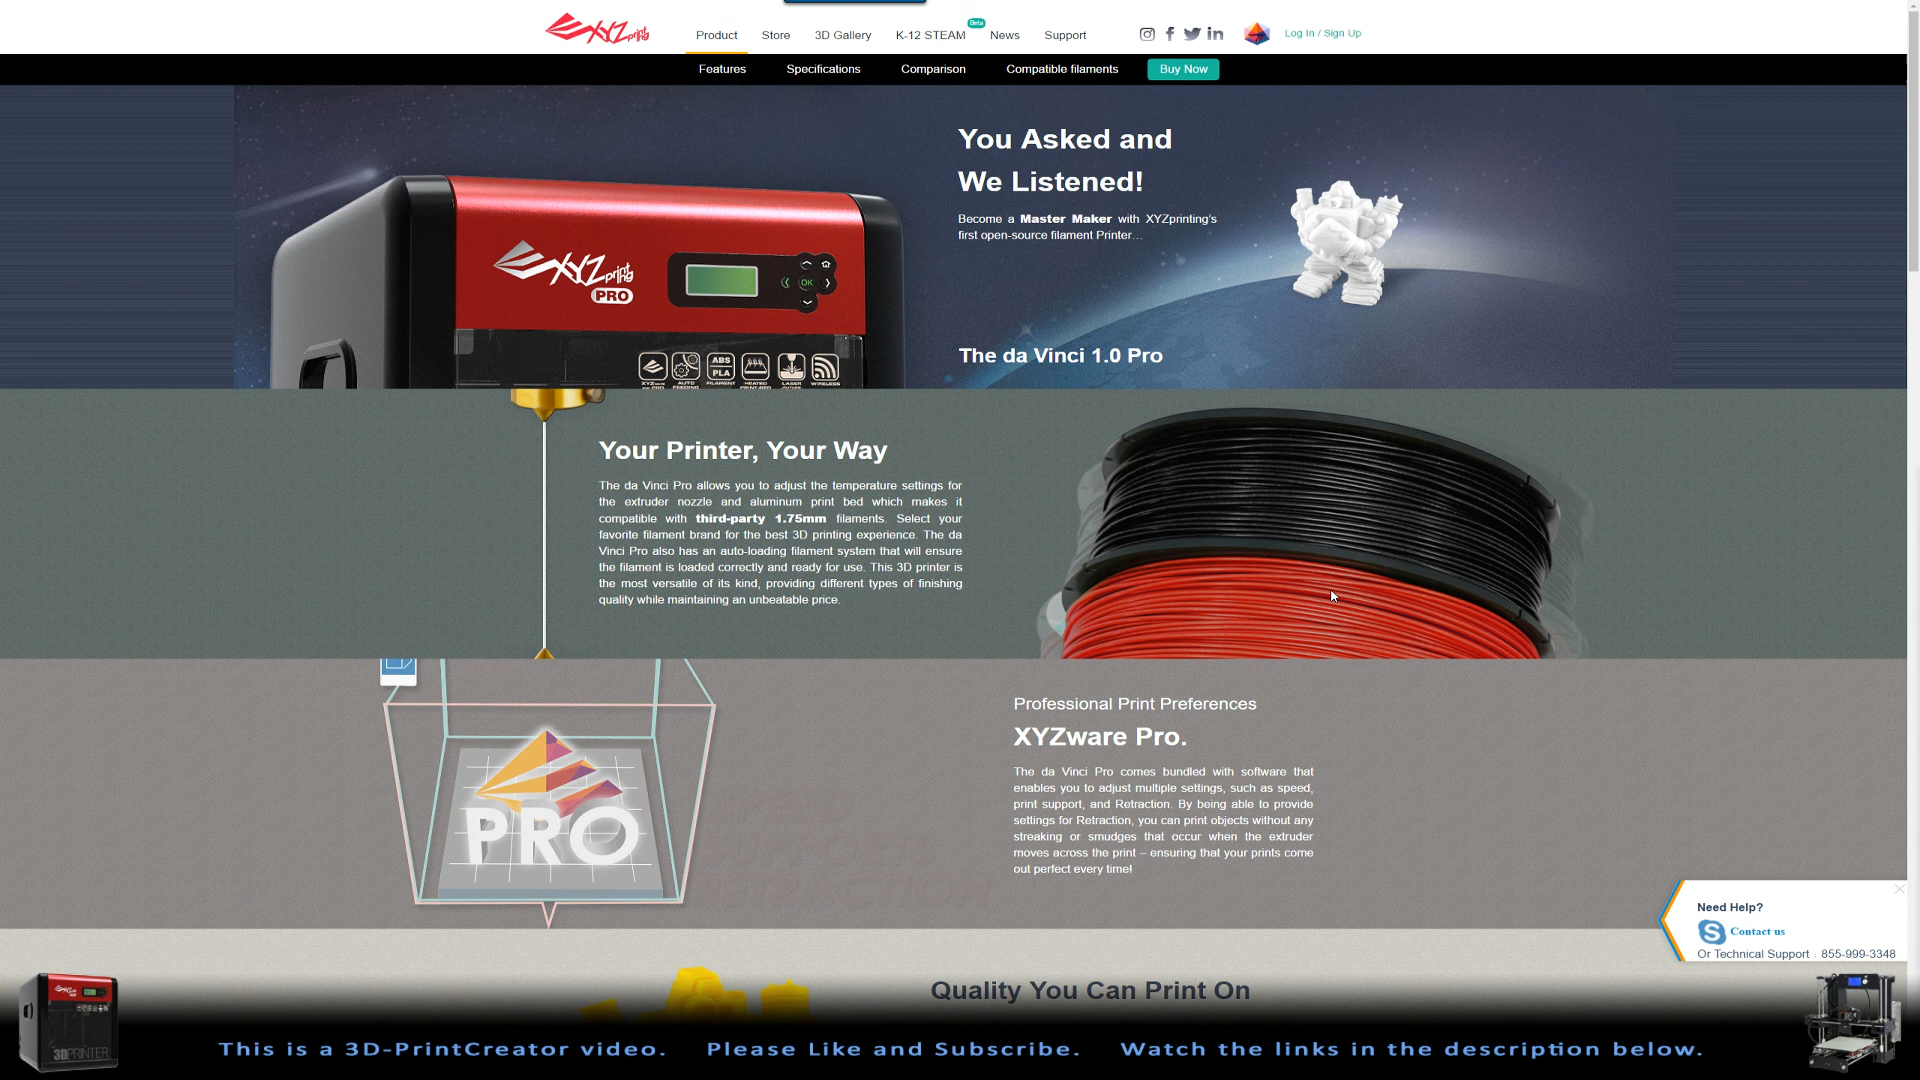 XYZprint
Product Store 3D Gallery K-12 STEAM Beta News Support
Log In / Sign Up
Features Specifications Comparison Compatible filaments Buy Now
You Asked and
We Listened!
Become a Master Maker with XYZprinting's
first open-source filament Printer...
The da Vinci 1.0 Pro
XYZprint
PRO
OK
ABS
PLA
AUTO
FEEDING
FILAMENT
HEATED
WIRELESS
Your Printer, Your Way
The da Vinci Pro allows you to adjust the temperature settings for
the extruder nozzle and aluminum print bed which makes it
compatible with third-party 1.75mm filaments. Select your
favorite filament brand for the best 3D printing experience. The da
Vinci Pro also has an auto-loading filament system that will ensure
the filament is loaded correctly and ready for use. This 3D printer is
the most versatile of its kind, providing different types of finishing
quality while maintaining an unbeatable price.
PRO
RETRACTION
Professional Print Preferences
XYZware Pro.
The da Vinci Pro comes bundled with software that
enables you to adjust multiple settings, such as speed,
print support, and Retraction. By being able to provide
settings for Retraction, you can print objects without any
streaking or smudges that occur when the extruder
moves across the print – ensuring that your prints come
out perfect every time!
Need Help?
Contact us
Or Technical Support : 855-999-3348
Quality You Can Print On
3DPRINTER
This is a 3D-PrintCreator video. Please Like and Subscribe. Watch the links in the description below.